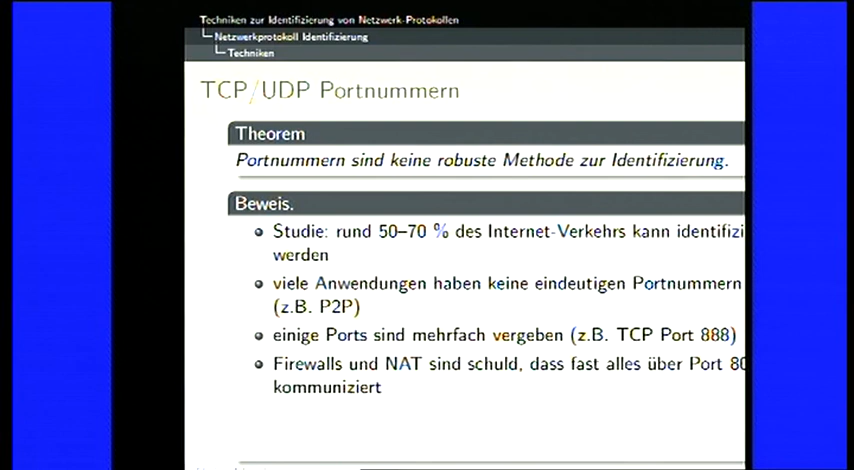 Techniken zur Identifizierung von Netzwerk-Protokollen
Netzwerkprotokoll Identifizierung
Techniken
TCP/UDP Portnummern
Theorem
Portnummern sind keine robuste Methode zur Identifizierung.
Beweis.
Studie: rund 50–70 % des Internet-Verkehrs kann identifizi
werden
viele Anwendungen haben keine eindeutigen Portnummern
(z.B. P2P)
einige Ports sind mehrfach vergeben (z.B. TCP Port 888)
Firewalls und NAT sind schuld, dass fast alles über Port 80
kommuniziert